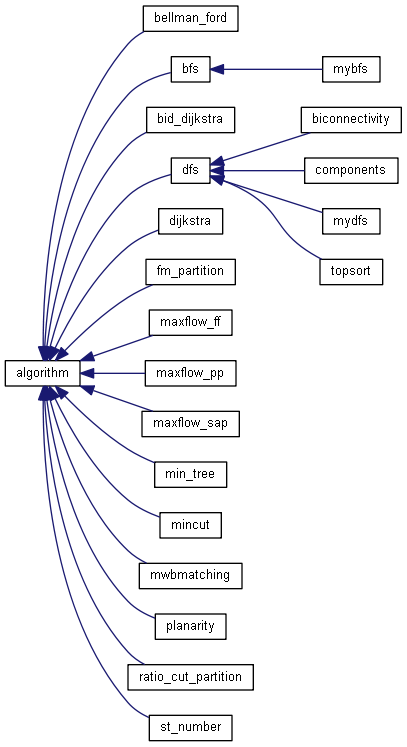 bellman_ford
bfs
mybfs
bid_dijkstra
biconnectivity
dfs
components
dijkstra
mydfs
fm_partition
topsort
maxflow_ff
algorithm
maxflow_pp
maxflow_sap
min_tree
mincut
mwbmatching
planarity
ratio_cut_partition
st_number